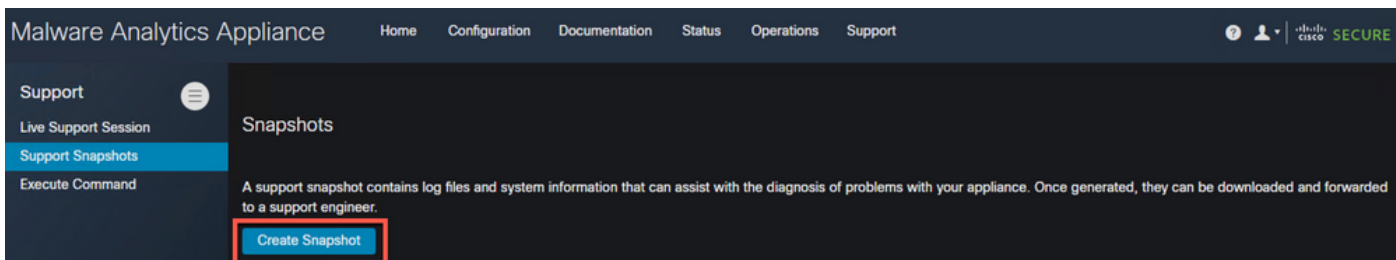 Malware Analytics Appliance Home Configuration Documentation Status Operations Support ? CISCO SECURE
Support
Live Support Session
Support Snapshots
Execute Command
Snapshots
A support snapshot contains log files and system information that can assist with the diagnosis of problems with your appliance. Once generated, they can be downloaded and forwarded
to a support engineer.
Create Snapshot